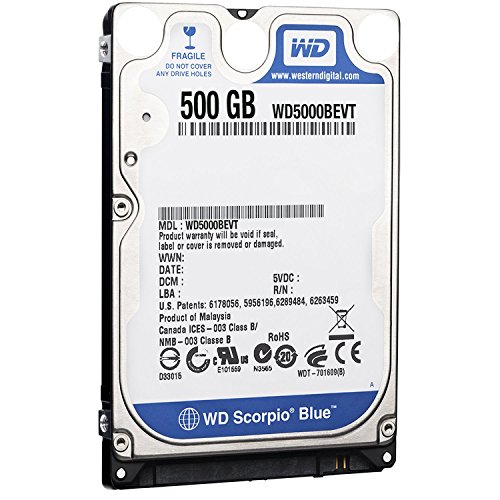 FRAGILE
DO NOT COVER
ANY DRIVE HOLES
WD
www.westerndigital.com
500 GB WD5000BEVT
MDL : WD5000BEVT
Product warranty will be void if seal,
label or cover is removed or damaged.
WWN:
DATE:
DCM : 5VDC :
LBA : R/N :
U.S. Patents: 6178056, 5956196,6289484, 6263459
Product of Malaysia
Canada ICES-003 Class B/
NMB-003 Classe B
RoHS
C UL US
20
D33015 E101559 N3565 WDT-701609(B)
A
WD Scorpio® Blue™